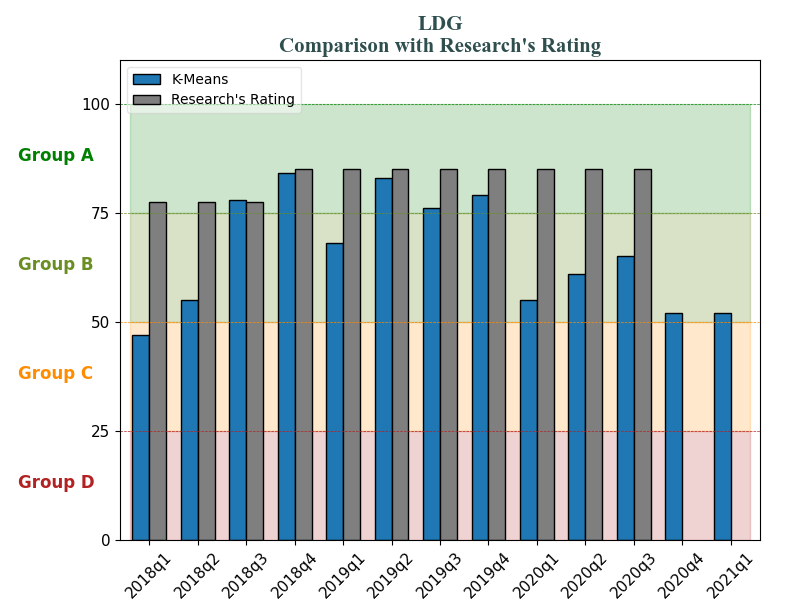 LDG
Comparison with Research's Rating
K-Means
Research's Rating
100
Group A
75
Group B
50
Group C
25
Group D
0
2018q1 2018q2 2018q3 2018q4 2019q1 2019q2 2019q3 2019q4 2020q1 2020q2 2020q3 2020q4 2021q1